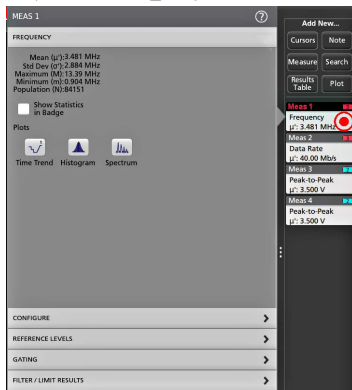 MEAS 1
?
FREQUENCY
Mean (µ'):3.481 MHz
Std Dev (σ'):2.884 MHz
Maximum (M):13.39 MHz
Minimum (m):0.904 MHz
Population (N):84151
Show Statistics
in Badge
Plots
Time Trend Histogram Spectrum
CONFIGURE
REFERENCE LEVELS
GATING
FILTER / LIMIT RESULTS
Add New...
Cursors Note
Measure Search
Results
Table
Plot
Meas 1
Frequency
µ': 3.481 MHz
Meas 2
Data Rate
µ': 40.00 Mb/s
Meas 3
Peak-to-Peak
µ': 3.500 V
Meas 4
Peak-to-Peak
µ': 3.500 V